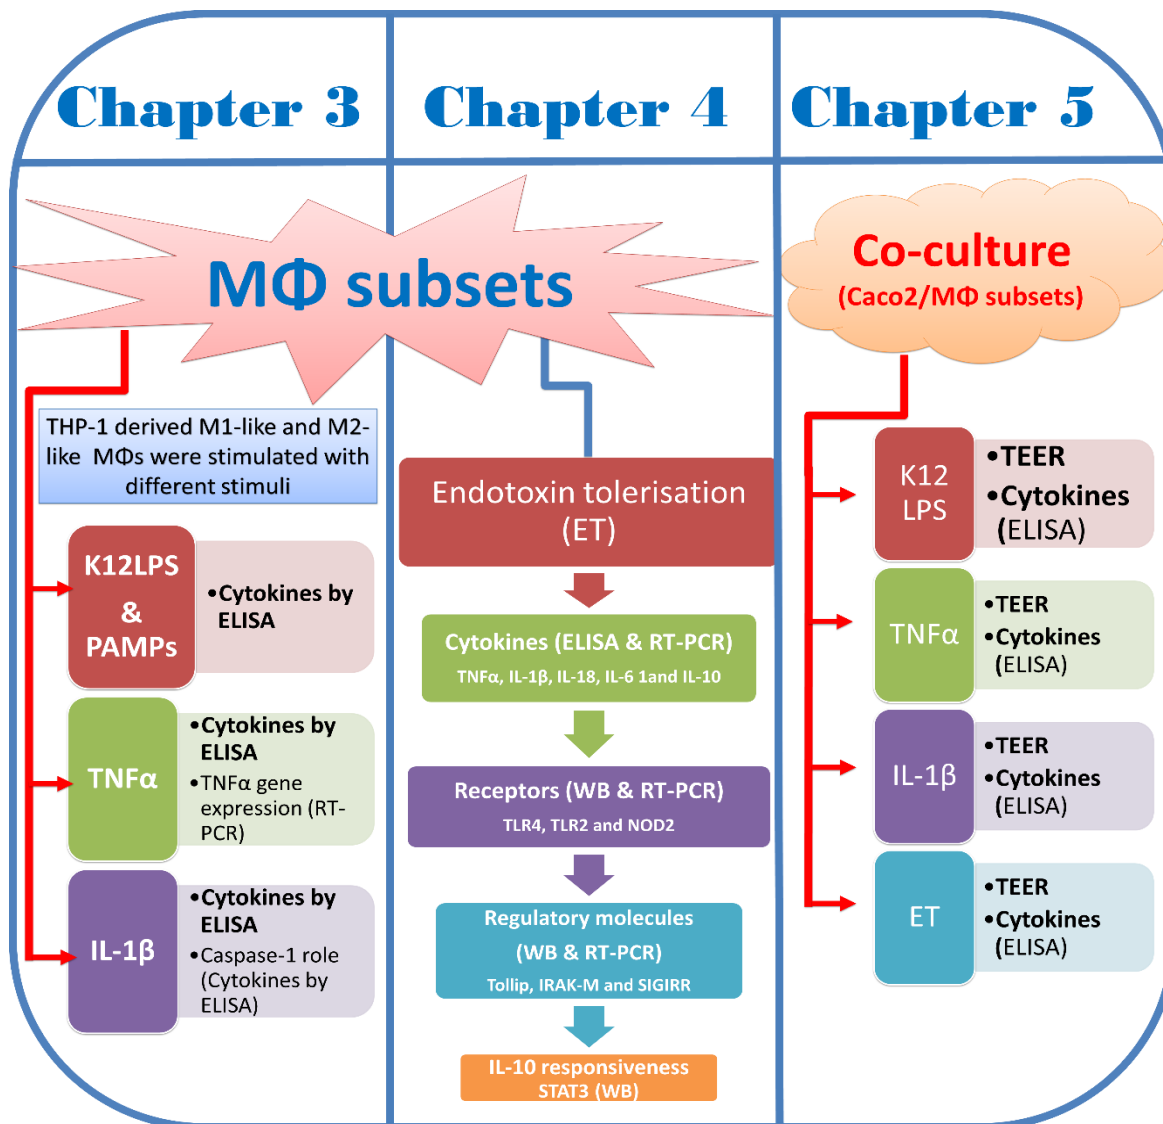 Chapter 3
Chapter 4
Chapter 5
MΦ subsets
Co-culture
(Caco2/MΦ subsets)
THP-1 derived M1-like and M2-
like MΦs were stimulated with
different stimuli
K12LPS
&
PAMPs
•Cytokines by
ELISA
TNFα
•Cytokines by
ELISA
•TNFα gene
expression (RT-
PCR)
IL-1β
•Cytokines by
ELISA
•Caspase-1 role
(Cytokines by
ELISA)
Endotoxin tolerisation
(ET)
Cytokines (ELISA & RT-PCR)
TNFα, IL-1β, IL-18, IL-6 1and IL-10
Receptors (WB & RT-PCR)
TLR4, TLR2 and NOD2
Regulatory molecules
(WB & RT-PCR)
Tollip, IRAK-M and SIGIRR
IL-10 responsiveness
STAT3 (WB)
K12
LPS
•TEER
•Cytokines
(ELISA)
TNFα
•TEER
•Cytokines
(ELISA)
IL-1β
•TEER
•Cytokines
(ELISA)
ET
•TEER
•Cytokines
(ELISA)